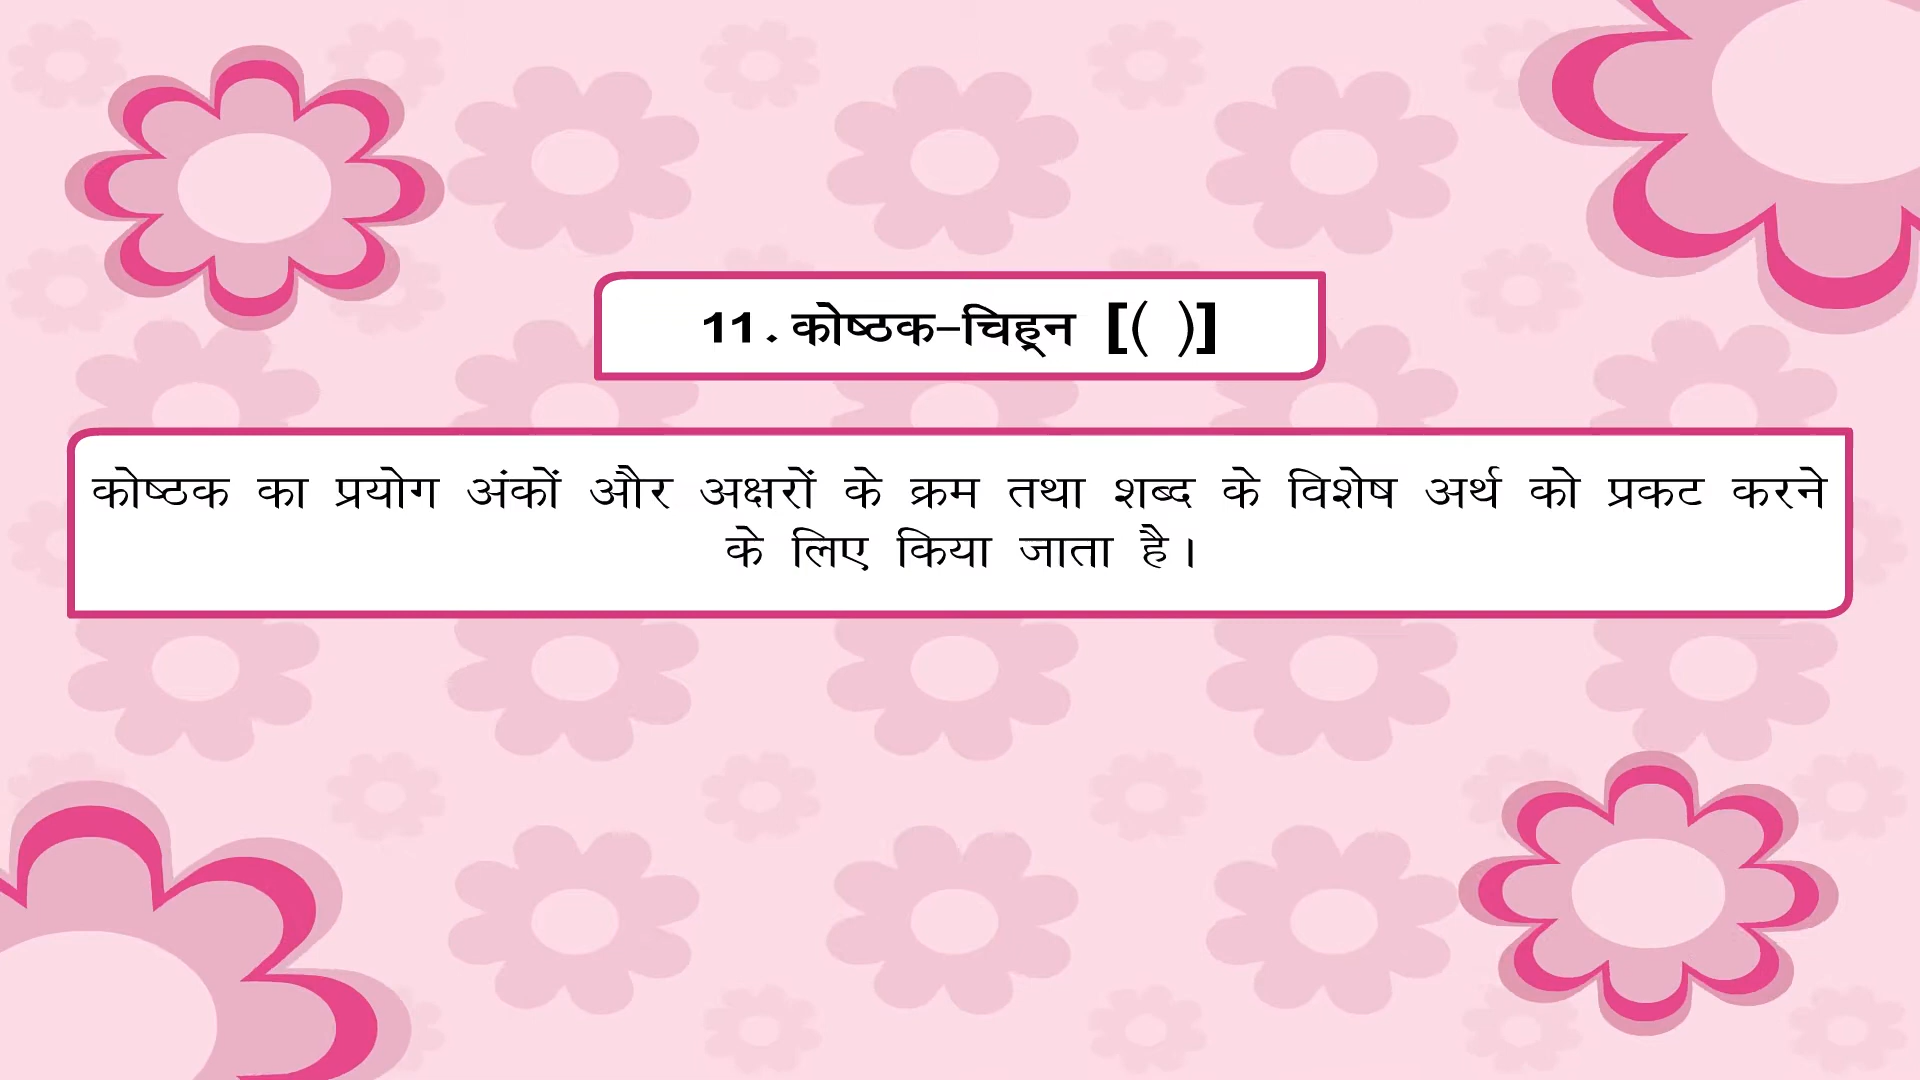 11. कोष्ठक-चिह्न [( )]
कोष्ठक का प्रयोग अंकों और अक्षरों के क्रम तथा शब्द के विशेष अर्थ को प्रकट करने
के लिए किया जाता है।